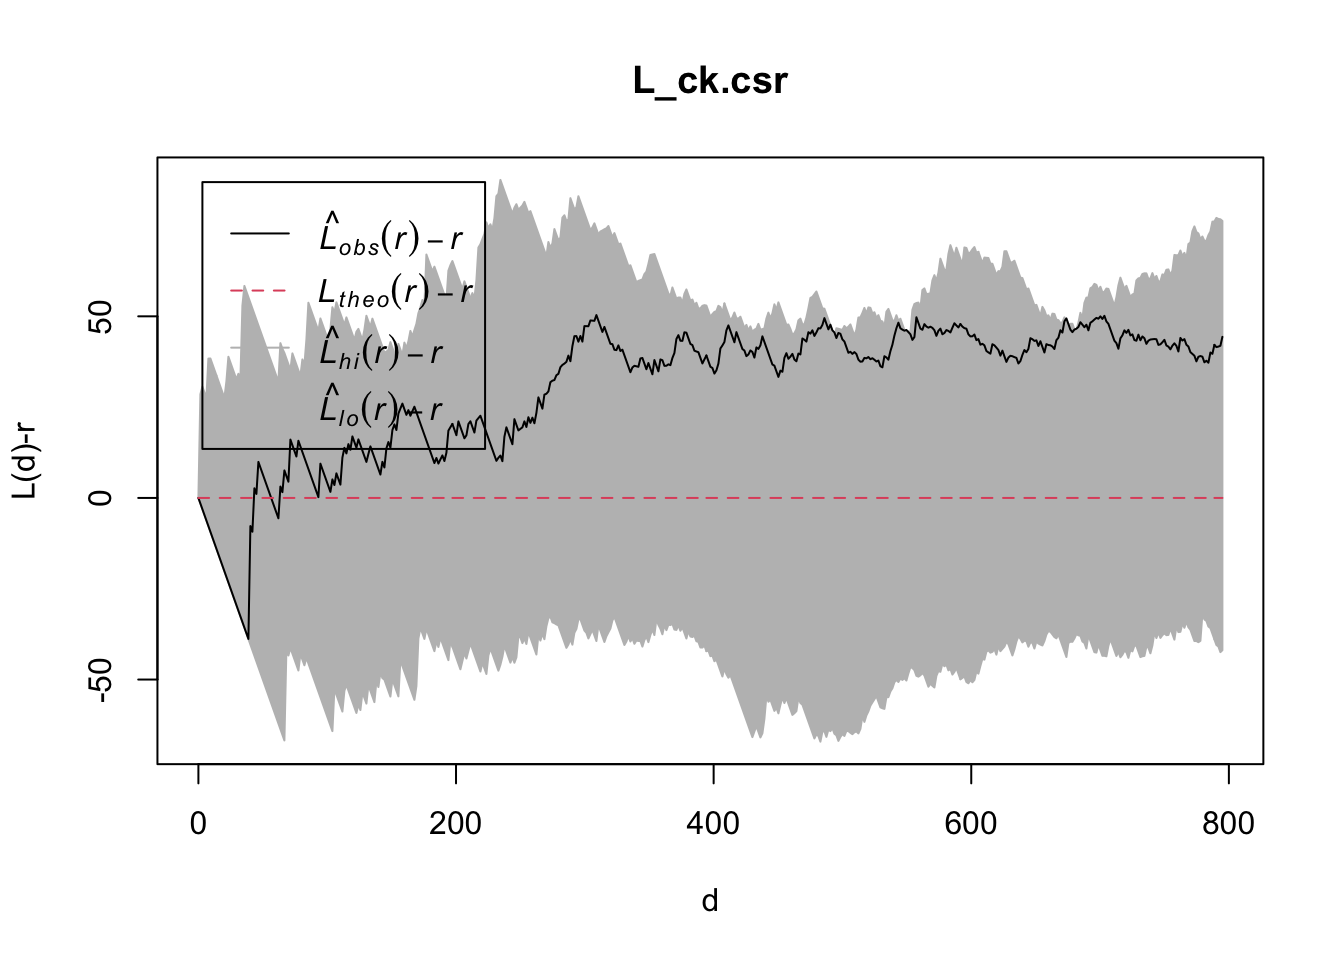 L_ck.csr
L̂obs(r) – r
Ltheo(r) – r
L̂hi(r) – r
L̂lo(r) – r
L(d)-r
50
0
-50
0 200 400 600 800
d